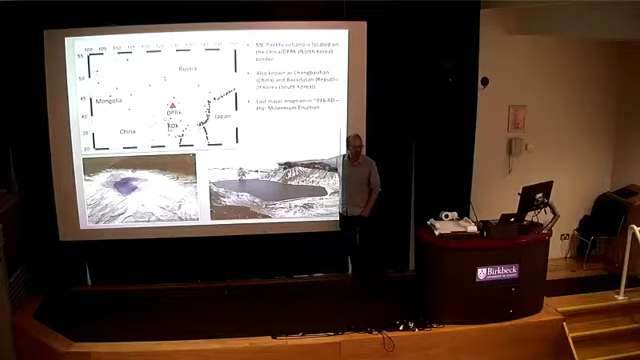 Mt. Paektu volcano is located on
the China/DPRK (North Korea)
border
Also known as Changbaishan
(China) and Baekdusan (Republic
of Korea (South Korea))
Last major eruption in ~946 AD –
the 'Millennium Eruption'
Russia
Mongolia
DPRK
Japan
ROK
China
Birkbeck